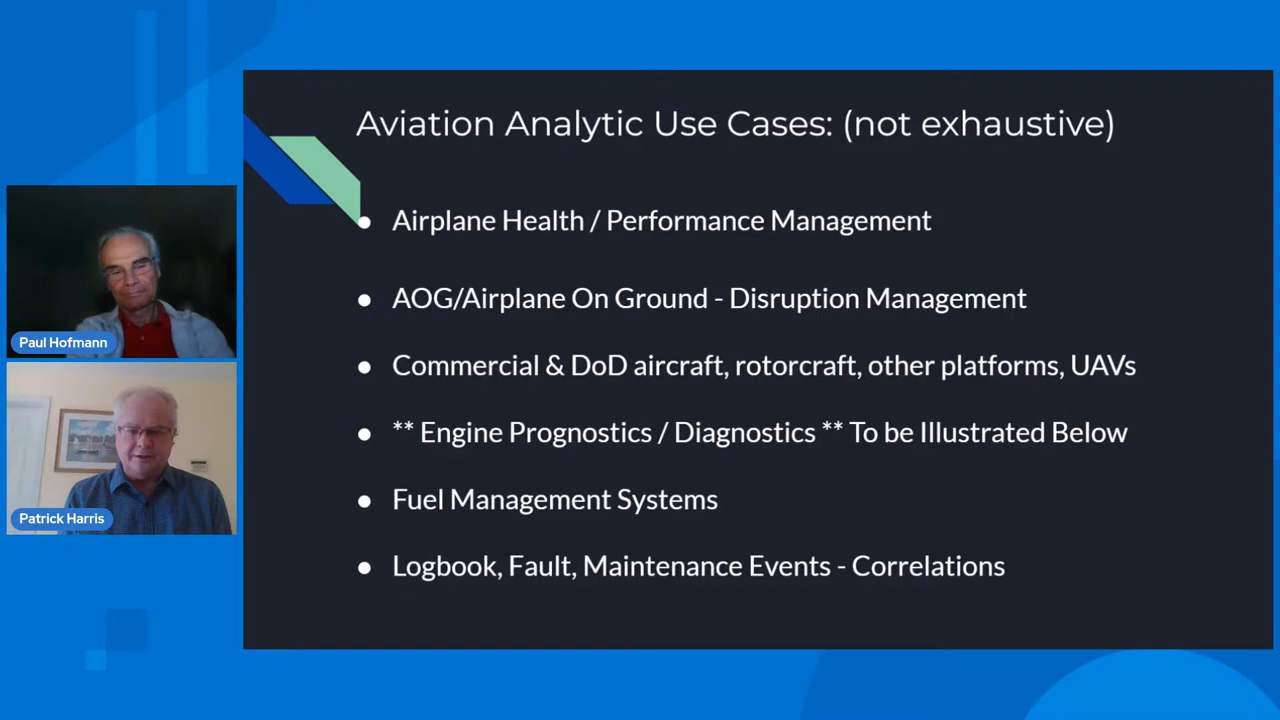 Aviation Analytic Use Cases: (not exhaustive)
● Airplane Health / Performance Management
● AOG/Airplane On Ground - Disruption Management
● Commercial & DoD aircraft, rotorcraft, other platforms, UAVs
● ** Engine Prognostics / Diagnostics ** To be Illustrated Below
● Fuel Management Systems
● Logbook, Fault, Maintenance Events - Correlations
Paul Hofmann
Patrick Harris